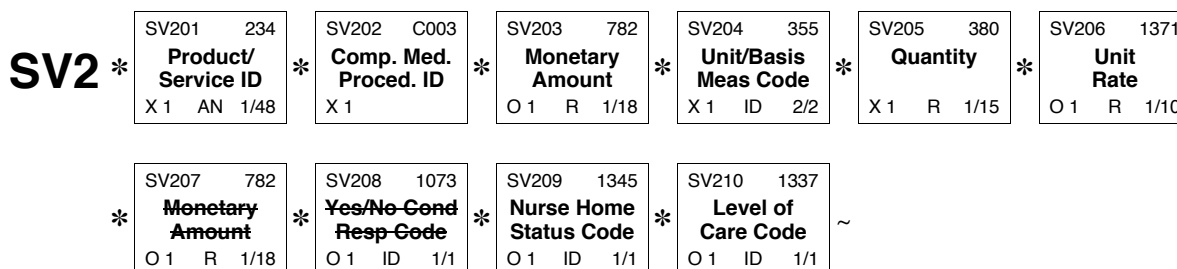 SV2 * SV201 234 * SV202 C003 * SV203 782 * SV204 355 * SV205 380 * SV206 1371
Product/ Comp. Med. Monetary Unit/Basis Quantity Unit
Service ID Proced. ID Amount Meas Code Rate
X 1 AN 1/48 X 1 O 1 R 1/18 X 1 ID 2/2 X 1 R 1/15 O 1 R 1/10
* SV207 782 * SV208 1073 * SV209 1345 * SV210 1337 ~
Monetary Yes/No Cond Nurse Home Level of
Amount Resp Code Status Code Care Code
O 1 R 1/18 O 1 ID 1/1 O 1 ID 1/1 O 1 ID 1/1